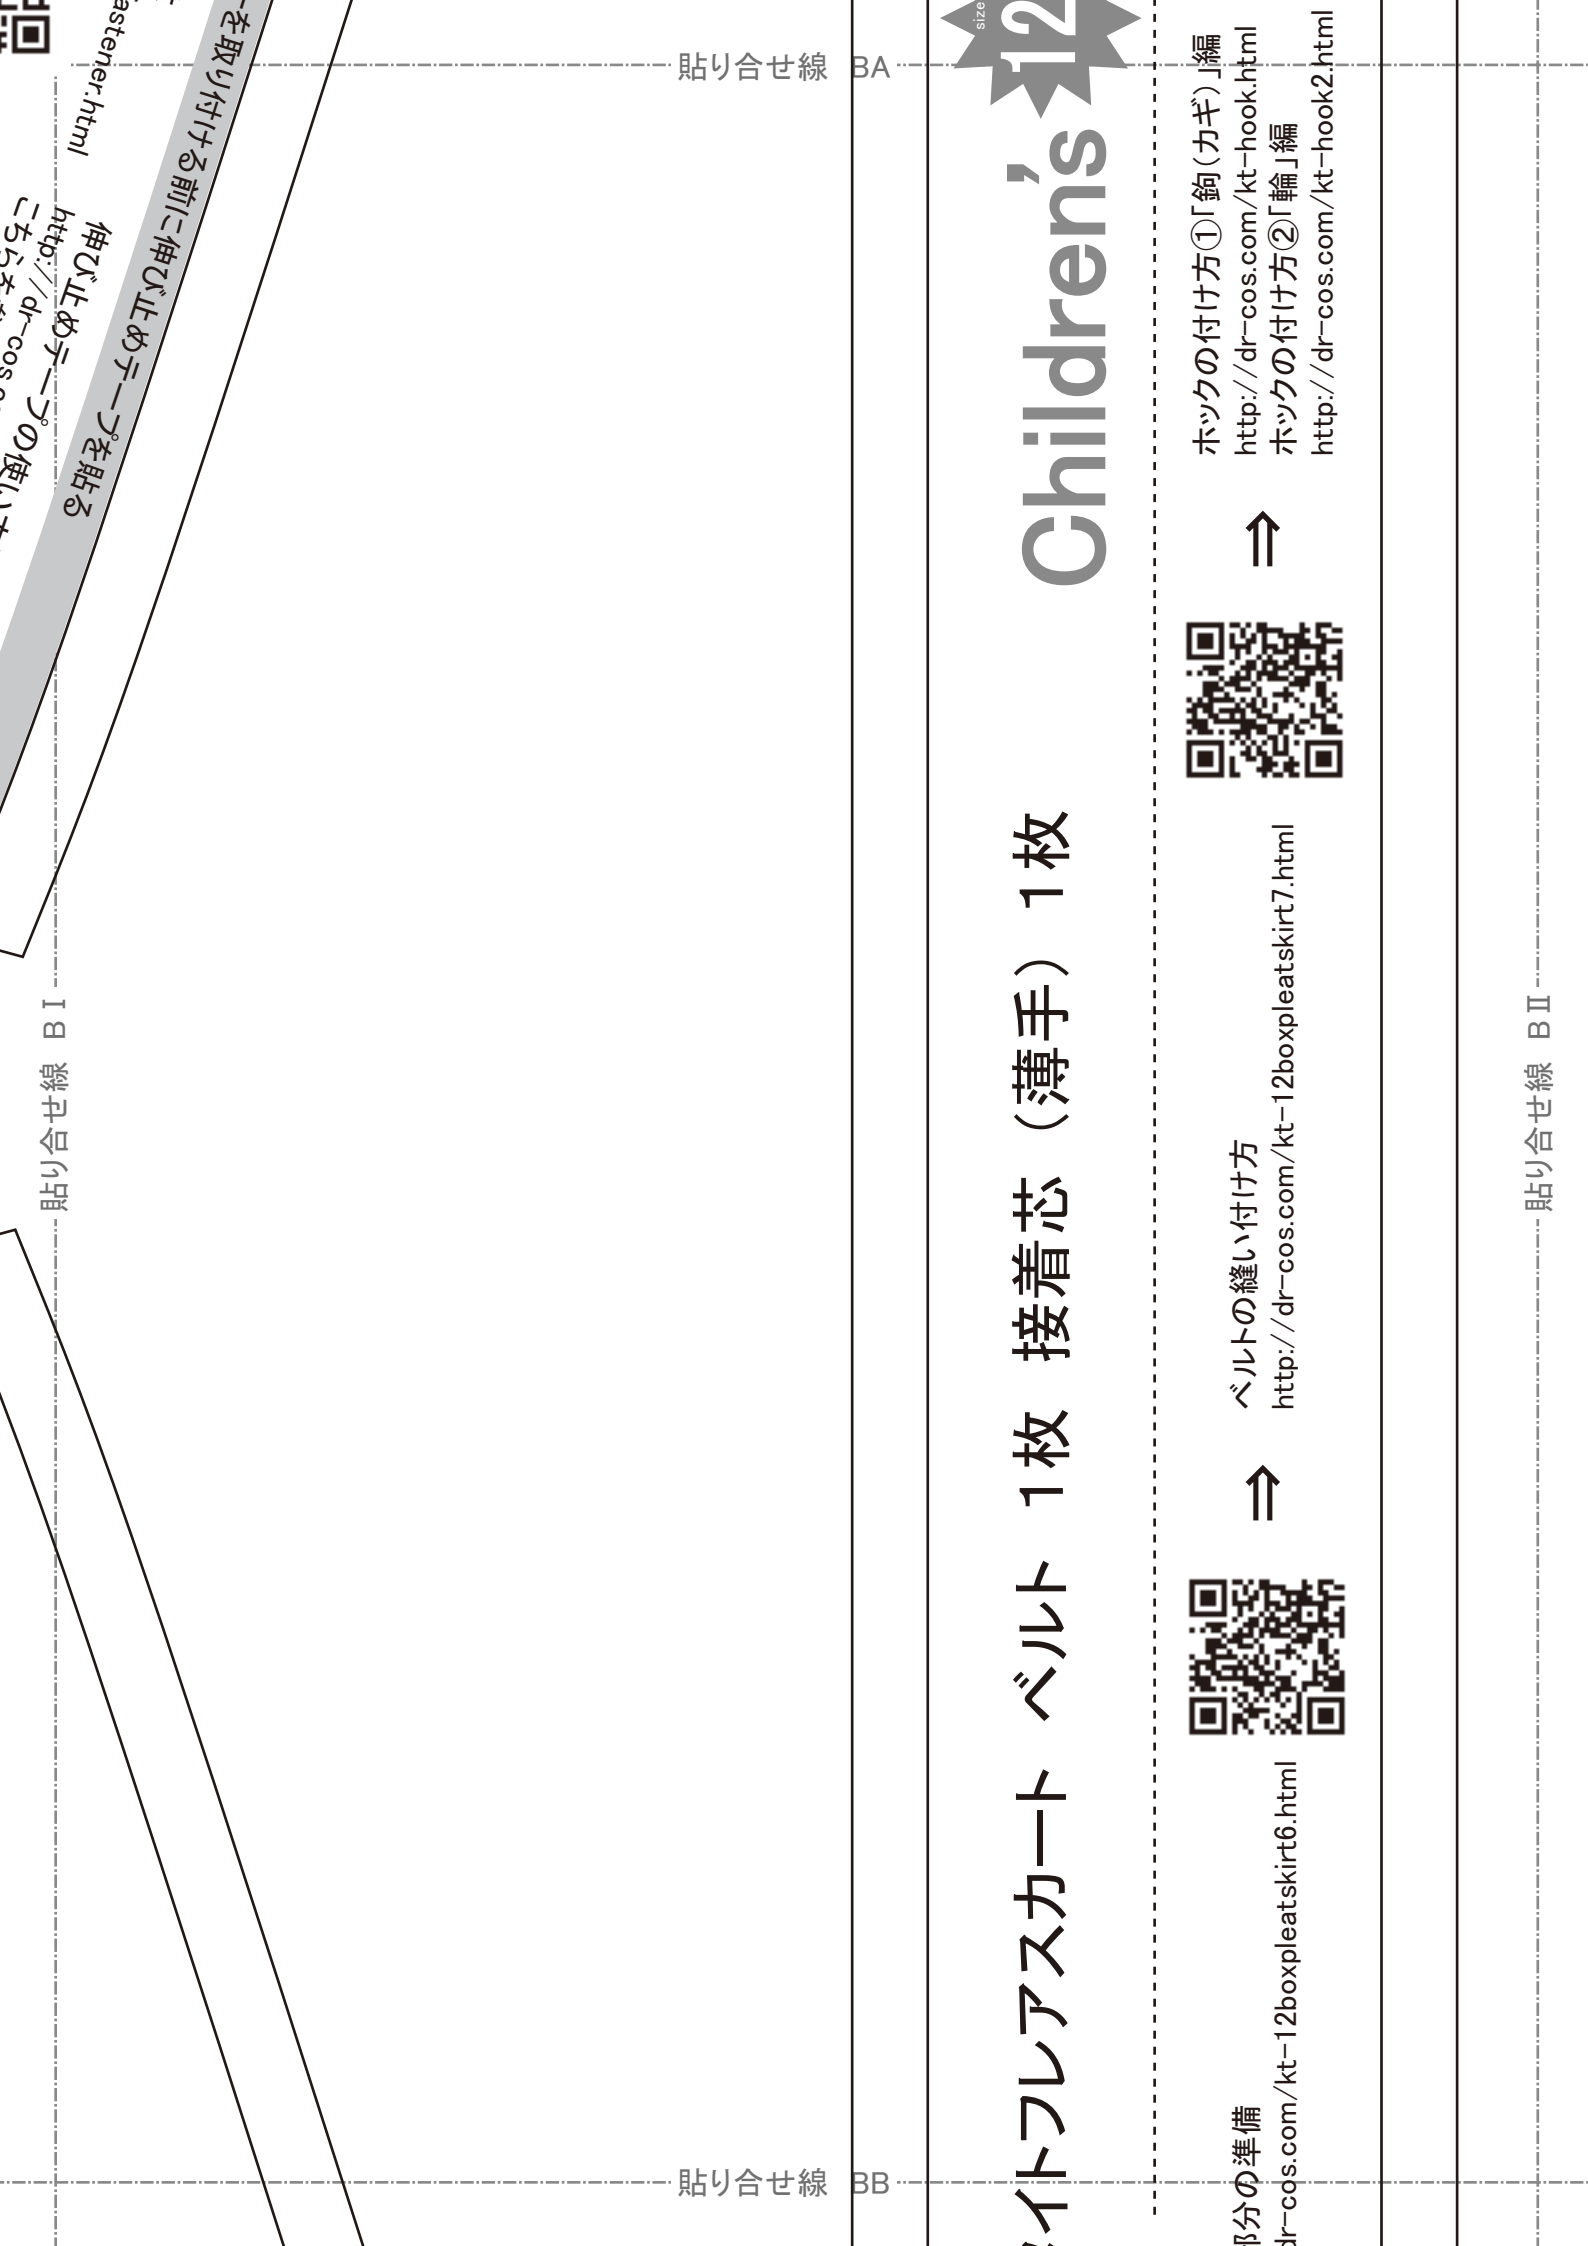 貼り合せ線 BA
貼り合せ線 BⅠ
貼り合せ線 BⅡ
貼り合せ線 BB
を取り付ける前に伸び止めテープを貼る
astener.html
伸び止めテープの使い
http://dr-cos.c
こちらを
size
120
Children's
イトフレアスカート ベルト 1枚 接着芯（薄手）1枚
部分の準備
dr-cos.com/kt-12boxpleatskirt6.html
⇒
ベルトの縫い付け方
http://dr-cos.com/kt-12boxpleatskirt7.html
⇒
ホックの付け方①「鉤（カギ）」編
http://dr-cos.com/kt-hook.html
ホックの付け方②「輪」編
http://dr-cos.com/kt-hook2.html